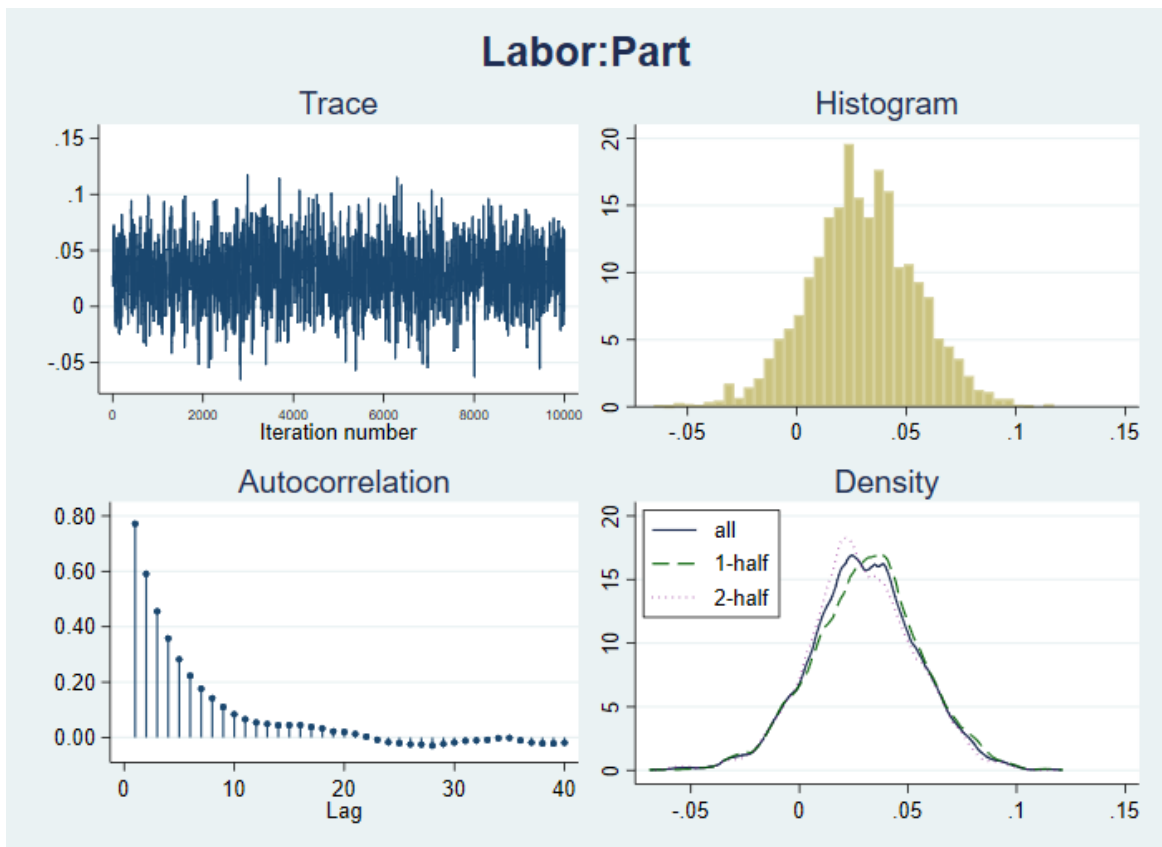 Labor:Part
Trace
.15
.1
.05
0
-.05
0 2000 4000 6000 8000 10000
Iteration number
Histogram
20
15
10
5
0
-.05 0 .05 .1 .15
Autocorrelation
0.80
0.60
0.40
0.20
0.00
0 10 20 30 40
Lag
Density
20
15
10
5
0
all
1-half
2-half
-.05 0 .05 .1 .15